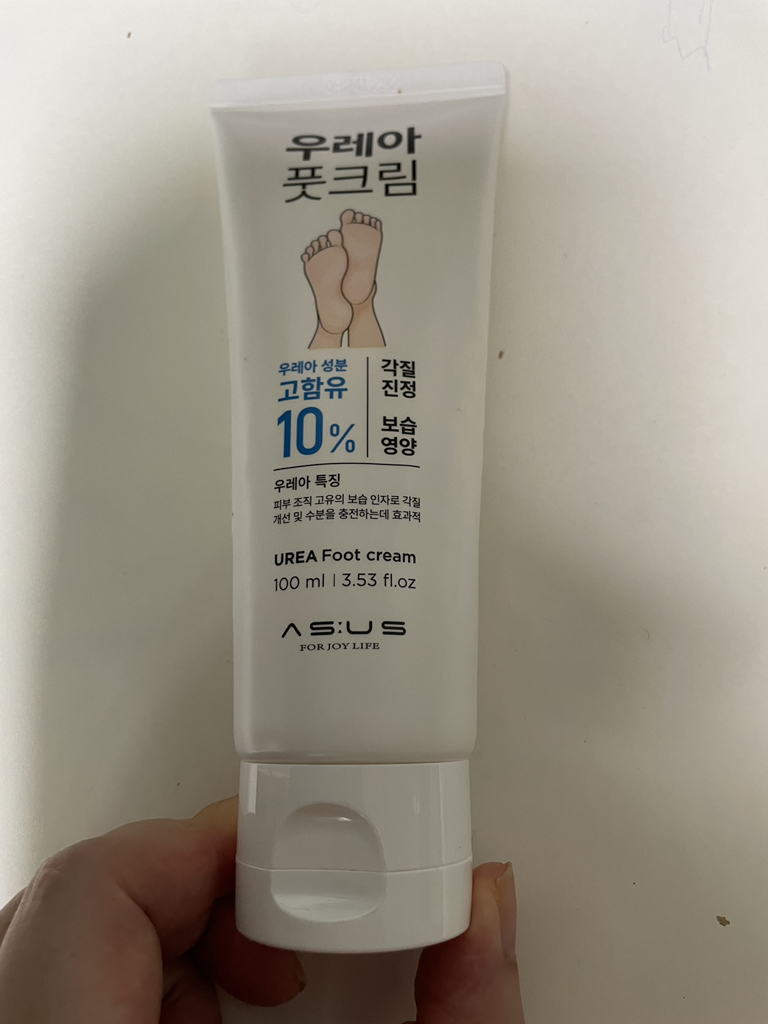 우레아
풋크림
우레아 성분
고함유
10%
각질
진정
보습
영양
우레아 특징
피부 조직 고유의 보습 인자로 각질
개선 및 수분을 충전하는데 효과적
UREA Foot cream
100 ml | 3.53 fl.oz
AS:US
FOR JOY LIFE